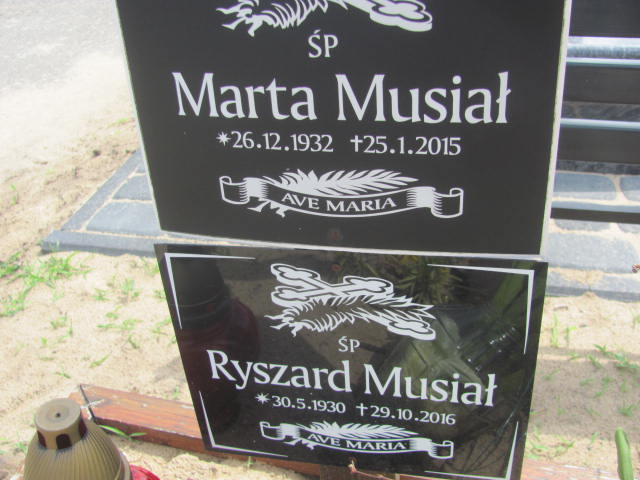 ŚP
Marta Musiał
*26.12.1932 †25.1.2015
AVE MARIA
ŚP
Ryszard Musiał
*30.5.1930 †29.10.2016
AVE MARIA